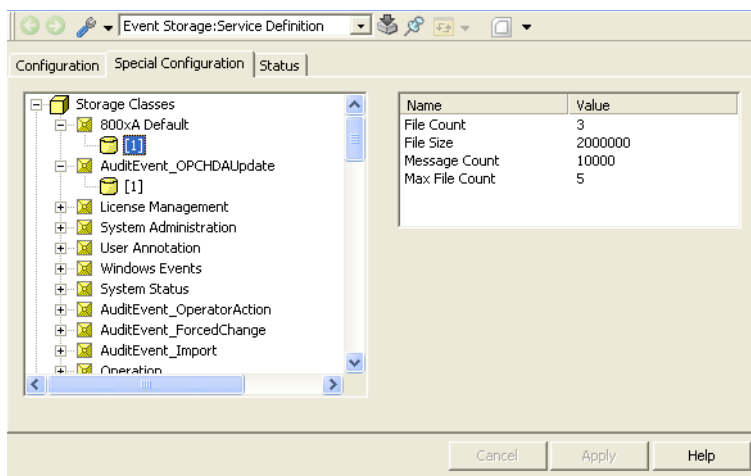 Event Storage:Service Definition
Configuration Special Configuration Status
Storage Classes
800xA Default
[1]
AuditEvent_OPCHDAUpdate
[1]
License Management
System Administration
User Annotation
Windows Events
System Status
AuditEvent_OperatorAction
AuditEvent_ForcedChange
AuditEvent_Import
Operation
Name Value
File Count 3
File Size 2000000
Message Count 10000
Max File Count 5
Cancel Apply Help